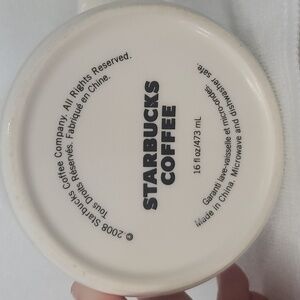 © 2008 Starbucks Coffee Company. All Rights Reserved.
Tous Droits Réservés. Fabriqué en Chine.
STARBUCKS
COFFEE
16 fl oz/473 mL
Garanti lave-vaisselle et micro-ondes.
Made in China. Microwave and dishwasher safe.